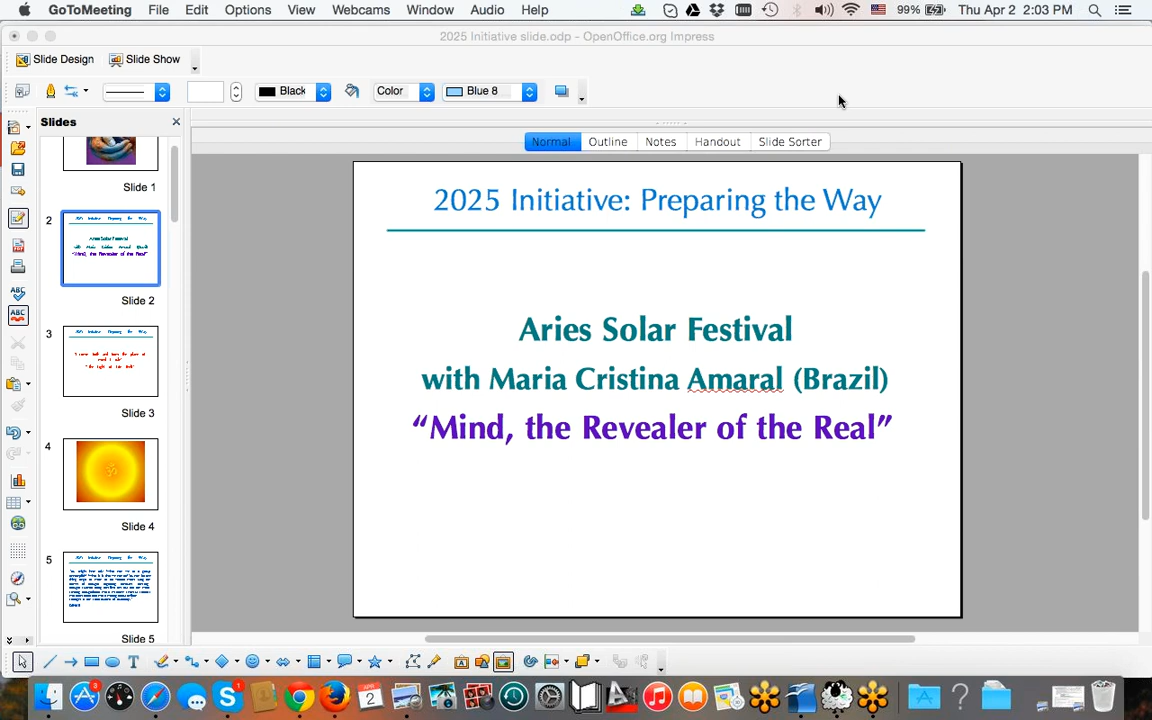 GoToMeeting File Edit Options View Webcams Window Audio Help 99% Thu Apr 2 2:03 PM
2025 Initiative slide.odp - OpenOffice.org Impress
Slide Design Slide Show
Black Color Blue 8
Slides
Normal Outline Notes Handout Slide Sorter
Slide 1
2
Slide 2
3
Slide 3
4
Slide 4
5
Slide 5
2025 Initiative: Preparing the Way
Aries Solar Festival
with Maria Cristina Amaral (Brazil)
“Mind, the Revealer of the Real”